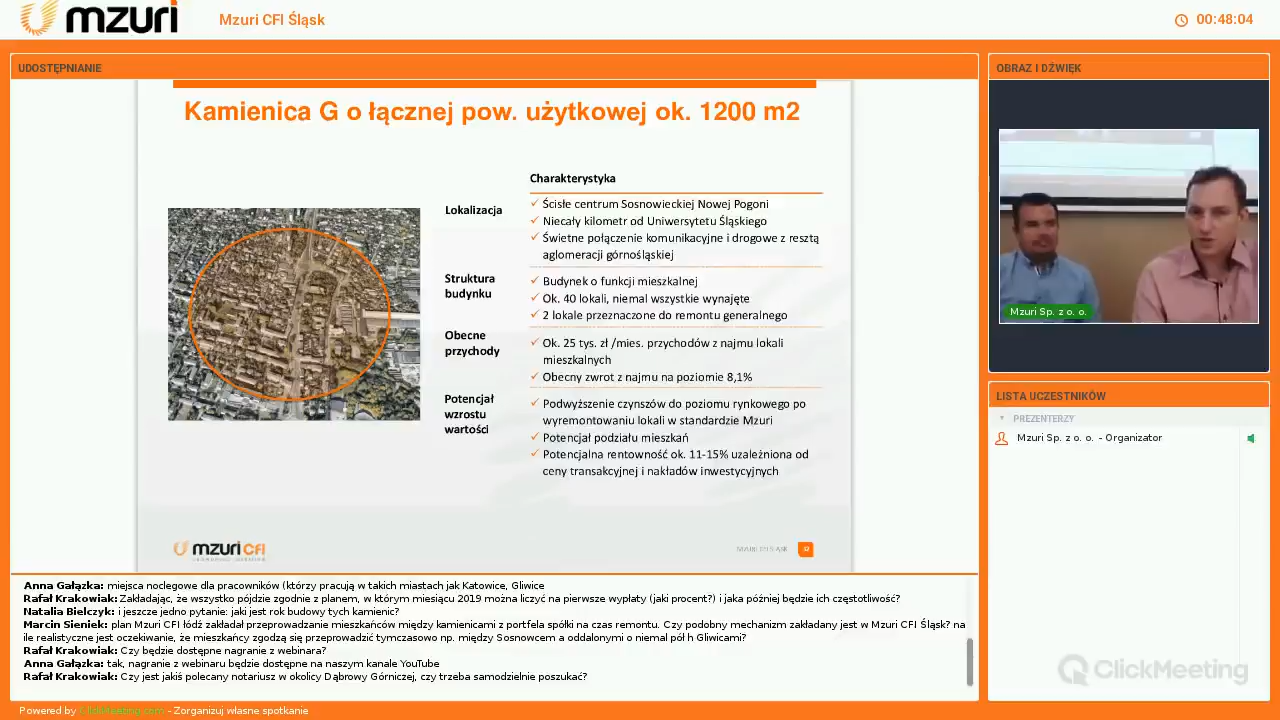 mzuri
Mzuri CFI Śląsk
00:48:04
UDOSTĘPNIANIE
OBRAZ I DŹWIĘK
Kamienica G o łącznej pow. użytkowej ok. 1200 m2
Charakterystyka
Lokalizacja
Ścisłe centrum Sosnowieckiej Nowej Pogoni
Niecały kilometr od Uniwersytetu Śląskiego
Świetne połączenie komunikacyjne i drogowe z resztą
aglomeracji górnośląskiej
Struktura
budynku
Budynek o funkcji mieszkalnej
Ok. 40 lokali, niemal wszystkie wynajęte
2 lokale przeznaczone do remontu generalnego
Obecne
przychody
Ok. 25 tys. zł /mies. przychodów z najmu lokali
mieszkalnych
Obecny zwrot z najmu na poziomie 8,1%
Potencjał
wzrostu
wartości
Podwyższenie czynszów do poziomu rynkowego po
wyremontowaniu lokali w standardzie Mzuri
Potencjał podziału mieszkań
Potencjalna rentowność ok. 11-15% uzależniona od
ceny transakcyjnej i nakładów inwestycyjnych
mzuri CFI
Mzuri Sp. z o. o.
LISTA UCZESTNIKÓW
PREZENTERZY
Mzuri Sp. z o. o. - Organizator
Anna Gałązka: miejsca noclegowe dla pracowników (którzy pracują w takich miastach jak Katowice, Gliwice
Rafał Krakowiak: Zakładając, że wszystko pójdzie zgodnie z planem, w którym miesiącu 2019 można liczyć na pierwsze wypłaty (jaki procent?) i jaka później będzie ich częstotliwość?
Natalia Bielczyk: i jeszcze jedno pytanie: jaki jest rok budowy tych kamienic?
Marcin Sieniek: plan Mzuri CFI łódź zakładał przeprowadzanie mieszkańców między kamienicami z portfela spółki na czas remontu. Czy podobny mechanizm zakładany jest w Mzuri CFI Śląsk? na
ile realistyczne jest oczekiwanie, że mieszkańcy zgodzą się przeprowadzić tymczasowo np. między Sosnowcem a oddalonymi o niemal pół h Gliwicami?
Rafał Krakowiak: Czy będzie dostępne nagranie z webinara?
Anna Gałązka: tak, nagranie z webinaru będzie dostępne na naszym kanale YouTube
Rafał Krakowiak: Czy jest jakiś polecany notariusz w okolicy Dąbrowy Górniczej, czy trzeba samodzielnie poszukać?
ClickMeeting
Powered by ClickMeeting.com - Zorganizuj własne spotkanie